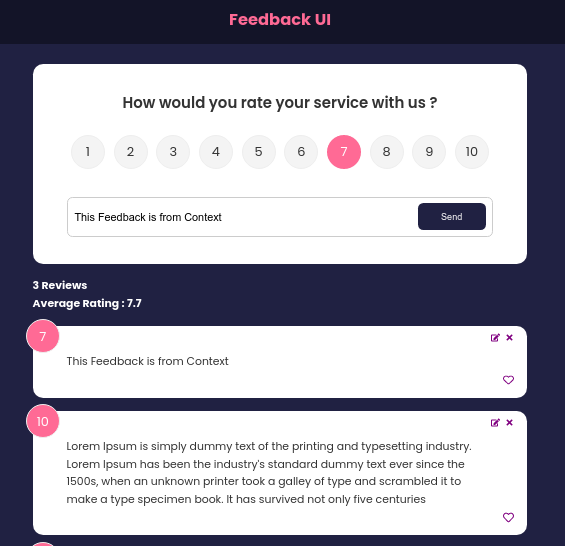 Feedback UI
How would you rate your service with us ?
1 2 3 4 5 6 7 8 9 10
This Feedback is from Context
Send
3 Reviews
Average Rating : 7.7
7
This Feedback is from Context
10
Lorem Ipsum is simply dummy text of the printing and typesetting industry.
Lorem Ipsum has been the industry's standard dummy text ever since the
1500s, when an unknown printer took a galley of type and scrambled it to
make a type specimen book. It has survived not only five centuries